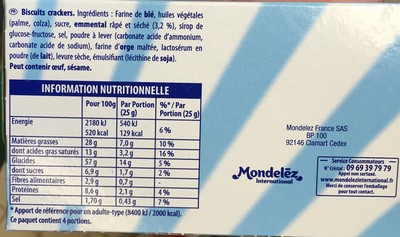 Biscuits crackers. Ingrédients : Farine de blé, huiles végétales
(palme, colza), sucre, emmental râpé et séché (3,2 %), sirop de
glucose-fructose, sel, poudre à lever (carbonate acide d'ammonium,
carbonate acide de sodium), farine d'orge maltée, lactosérum en
poudre (de lait), levure sèche, émulsifiant (lécithine de soja).
Peut contenir œuf, sésame.
INFORMATION NUTRITIONNELLE
Pour 100g Par Portion (25 g) %*/ Par Portion (25 g)
Energie 2180 kJ 540 kJ
520 kcal 129 kcal 6 %
Matières grasses 28 g 7,0 g 10 %
dont acides gras saturés 13 g 3,2 g 16 %
Glucides 57 g 14 g 5 %
dont sucres 6,9 g 1,7 g 2 %
Fibres alimentaires 2,9 g 0,7 g -
Protéines 8,6 g 2,1 g 4 %
Sel 1,70 g 0,43 g 7 %
* Apport de référence pour un adulte-type (8400 kJ / 2000 kcal).
Ce paquet contient 4 portions.
Mondelez France SAS
BP 100
92146 Clamart Cedex
Mondelēz
International
Service Consommateurs
N° Cristal : 09 69 39 79 79
Appel non surtaxé.
www.mondelezinternational.fr
Merci de conserver l'emballage
pour tout contact.